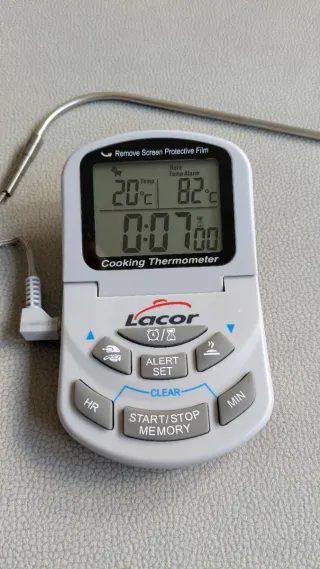 Remove Screen Protective Film
Rare
Temp Temp Alarm
20°C 82°C
0:07 00
Cooking Thermometer
Lacor
ALERT
SET
HR
CLEAR
MIN
START/STOP
MEMORY